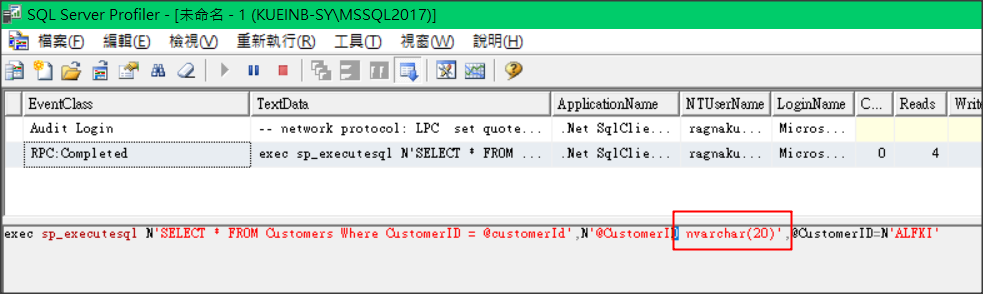 SQL Server Profiler - [未命名 - 1 (KUEINB-SY\MSSQL2017)]
檔案(F) 編輯(E) 檢視(V) 重新執行(R) 工具(T) 視窗(W) 說明(H)
EventClass TextData ApplicationName NTUserName LoginName C... Reads Write
Audit Login -- network protocol: LPC set quote... .Net SqlClie... ragnaku... Micros...
RPC:Completed exec sp_executesql N'SELECT * FROM ... .Net SqlClie... ragnaku... Micros... 0 4
exec sp_executesql N'SELECT * FROM Customers Where CustomerID = @customerId',N'@CustomerID nvarchar(20)',@CustomerID=N'ALFKI'